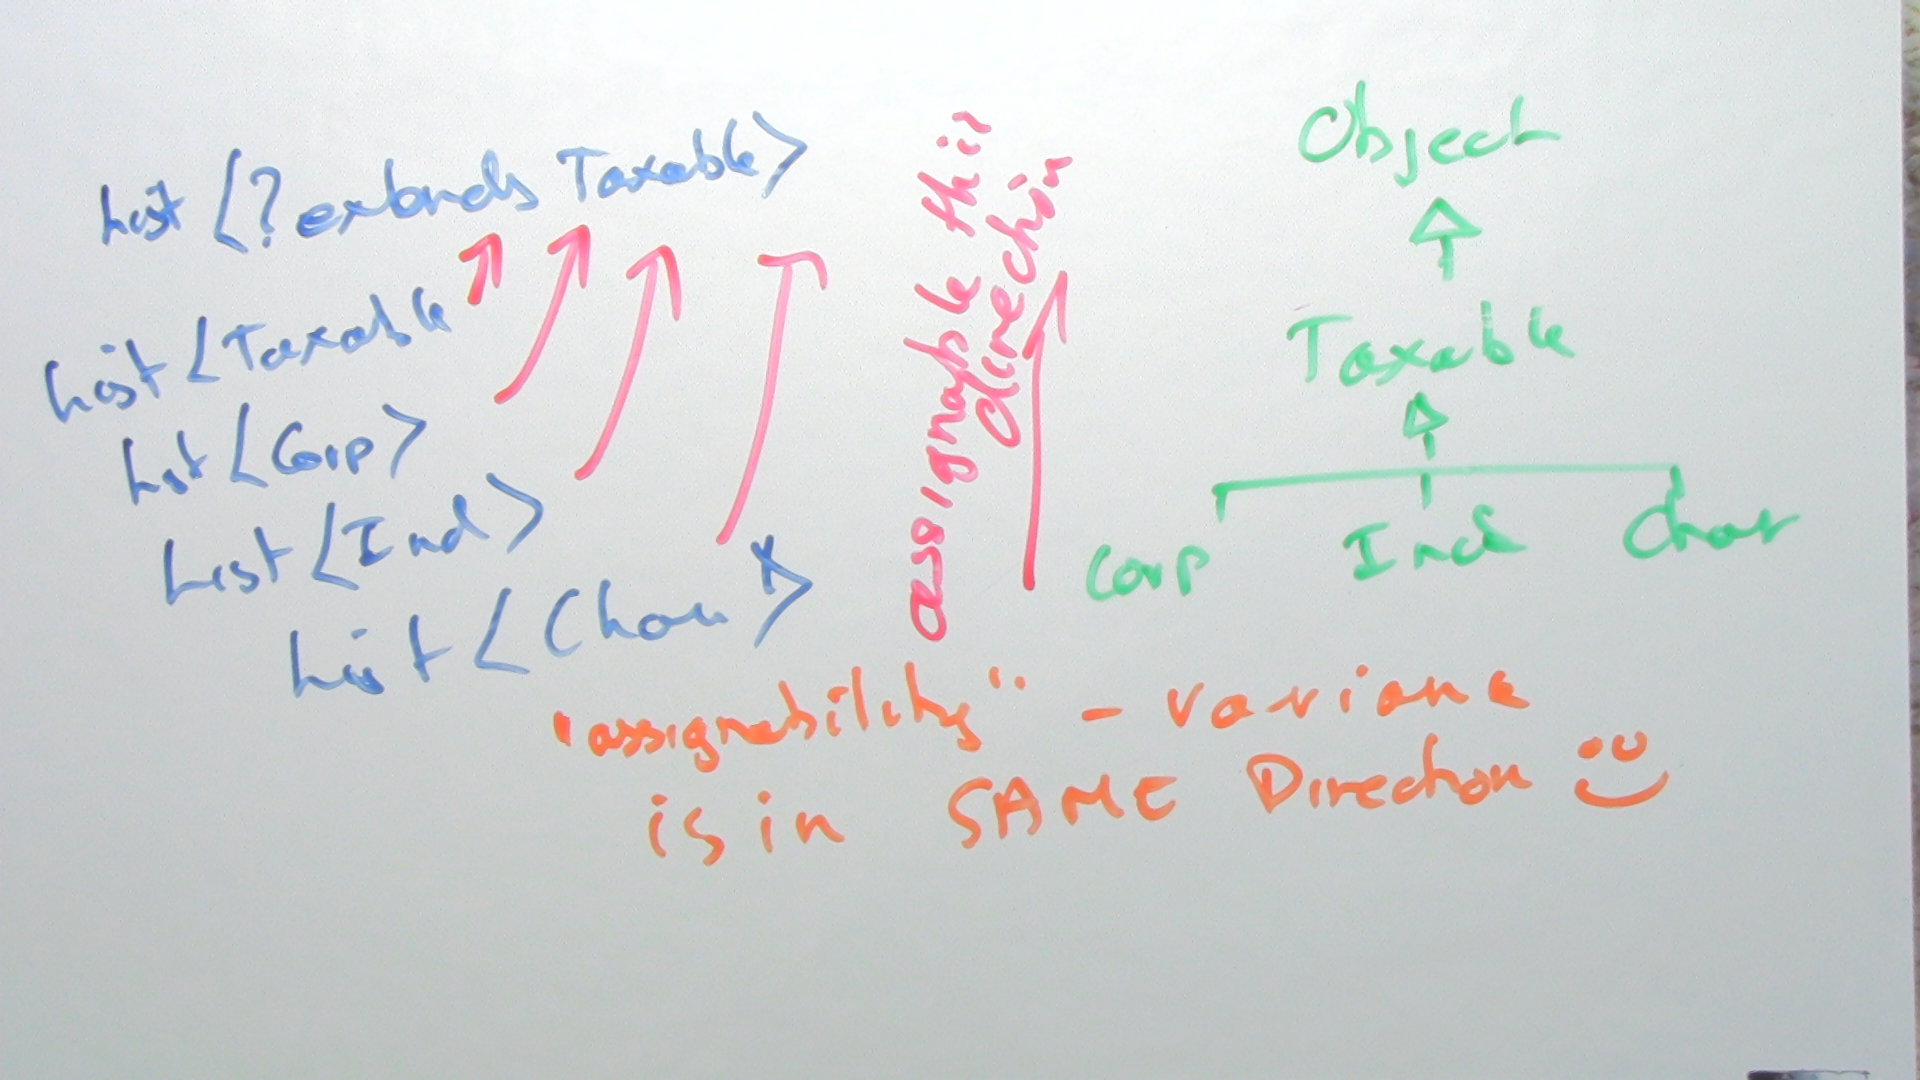 List <? extends Taxable>
List <Taxable
List <Corp>
List <Ind>
List <Char>
assignable this
direction
Object
Taxable
Corp Ind Char
"assignability" - variance
is in SAME Direction